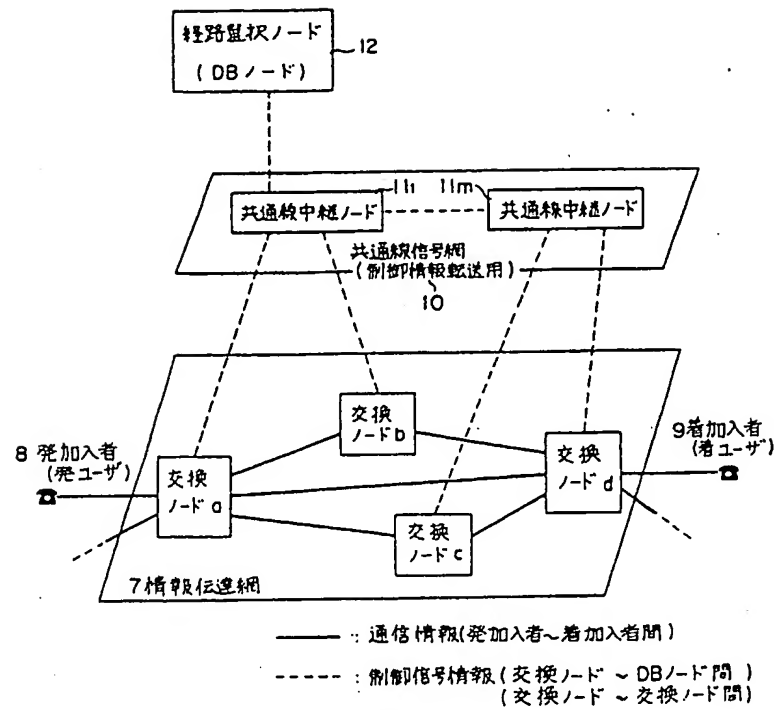 経路選択ノード
(DBノード)
12
11₁ 11m
共通線中継ノード
共通線中継ノード
共通線信号網
(制御情報転送用)
10
8 発加入者
(発ユーザ)
9着加入者
(着ユーザ)
交換
ノードa
交換
ノードb
交換
ノードc
交換
ノードd
7情報伝達網
: 通信情報(発加入者~着加入者間)
: 制御信号情報(交換ノード ~ DBノード間)
(交換ノード ~ 交換ノード間)